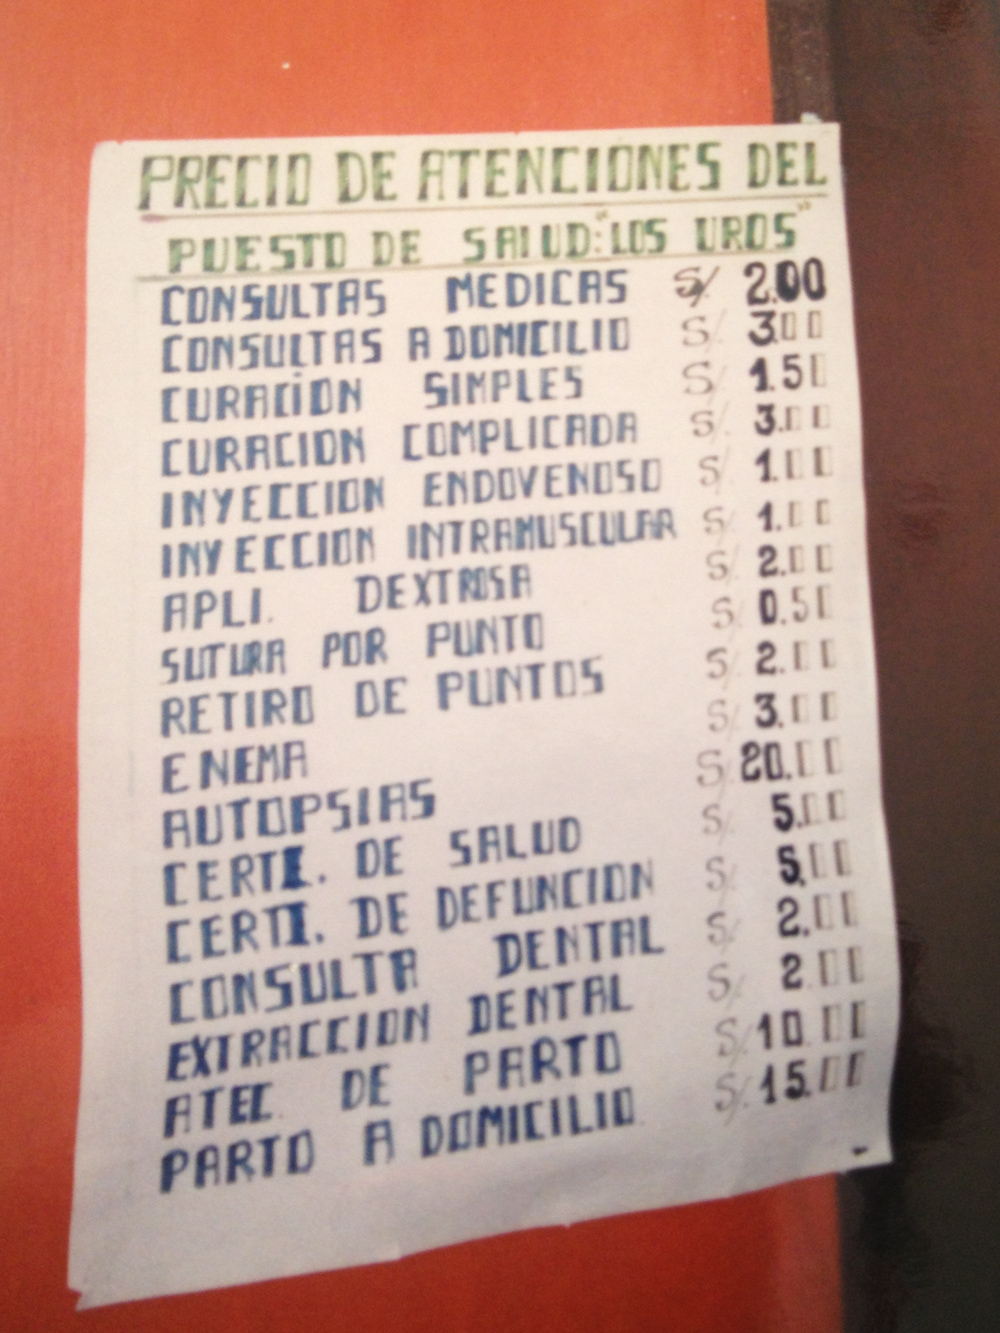 PRECIO DE ATENCIONES DEL
PUESTO DE SALUD: "LOS UROS"
CONSULTAS MEDICAS S/. 2.00
CONSULTAS A DOMICILIO S/. 3.00
CURACIÓN SIMPLES S/. 1.50
CURACION COMPLICADA S/. 3.00
INYECCION ENDOVENOSO S/. 1.00
INYECCION INTRAMUSCULAR S/. 1.00
APLI. DEXTROSA S/. 2.00
SUTURA POR PUNTO S/. 0.50
RETIRO DE PUNTOS S/. 2.00
ENEMA S/. 3.00
AUTOPSIAS S/. 20.00
CERTI. DE SALUD S/. 5.00
CERTI. DE DEFUNCION S/. 5.00
CONSULTA DENTAL S/. 2.00
EXTRACCION DENTAL S/. 2.00
ATEC. DE PARTO S/. 10.00
PARTO A DOMICILIO. S/. 15.00